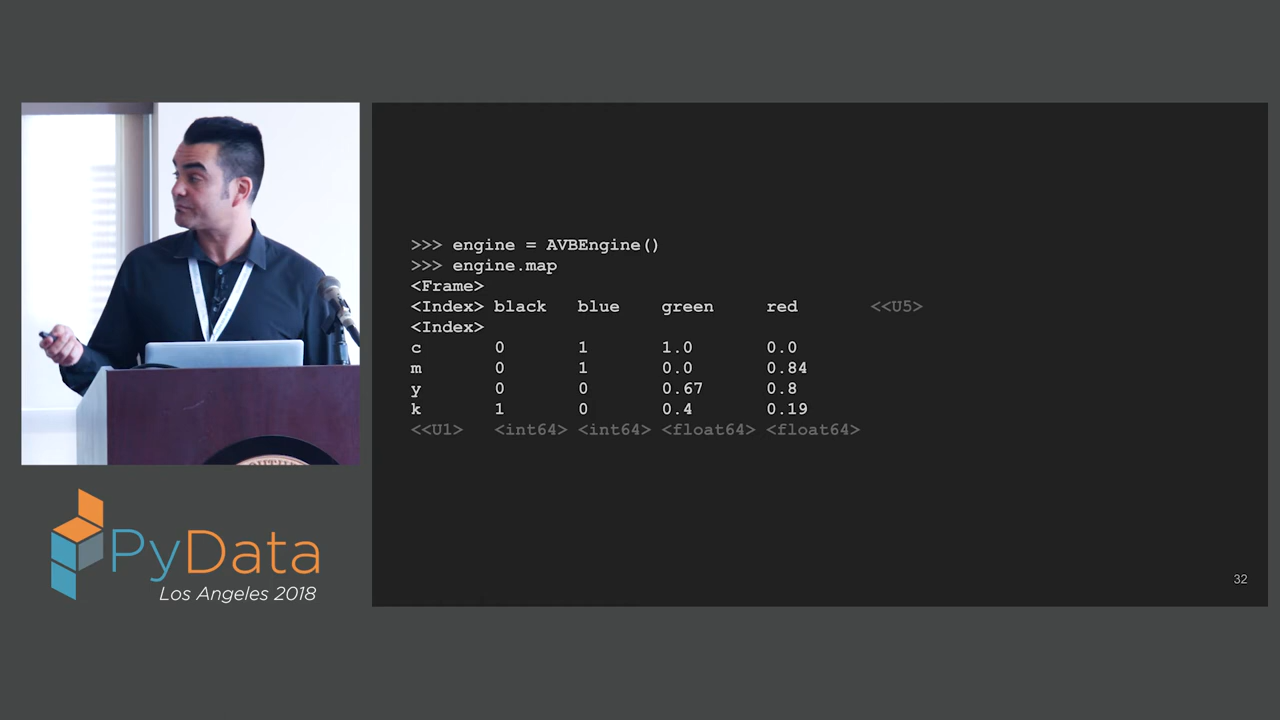 >>> engine = AVBEngine()
>>> engine.map
<Frame>
<Index> black blue green red <<U5>
<Index>
c 0 1 1.0 0.0
m 0 1 0.0 0.84
y 0 0 0.67 0.8
k 1 0 0.4 0.19
<<U1> <int64> <int64> <float64> <float64>
32
PyData
Los Angeles 2018